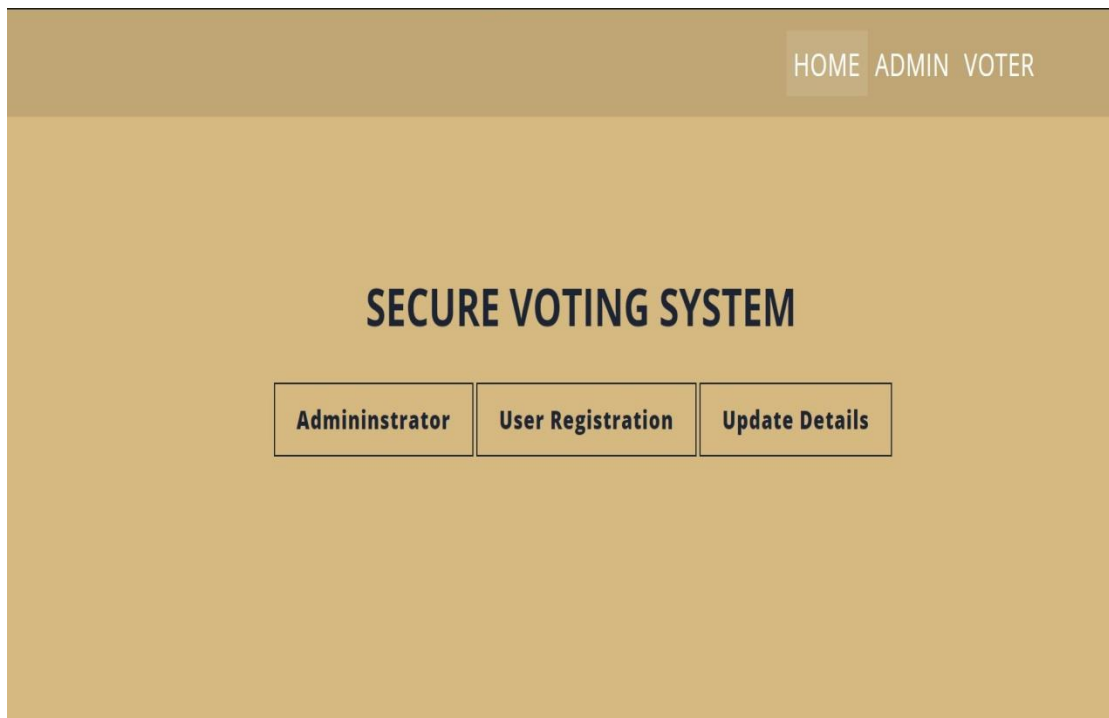 HOME ADMIN VOTER
SECURE VOTING SYSTEM
Admininstrator User Registration Update Details